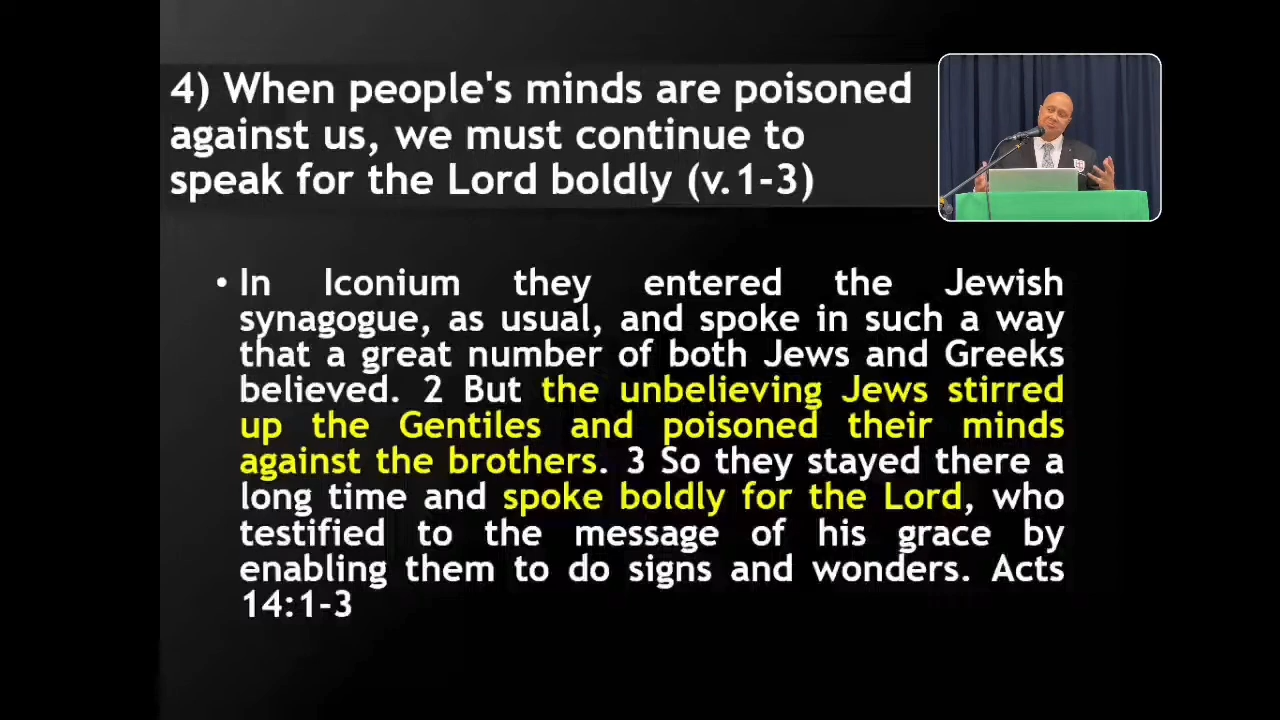 4) When people's minds are poisoned
against us, we must continue to
speak for the Lord boldly (v.1-3)
• In Iconium they entered the Jewish
synagogue, as usual, and spoke in such a way
that a great number of both Jews and Greeks
believed. 2 But the unbelieving Jews stirred
up the Gentiles and poisoned their minds
against the brothers. 3 So they stayed there a
long time and spoke boldly for the Lord, who
testified to the message of his grace by
enabling them to do signs and wonders. Acts
14:1-3